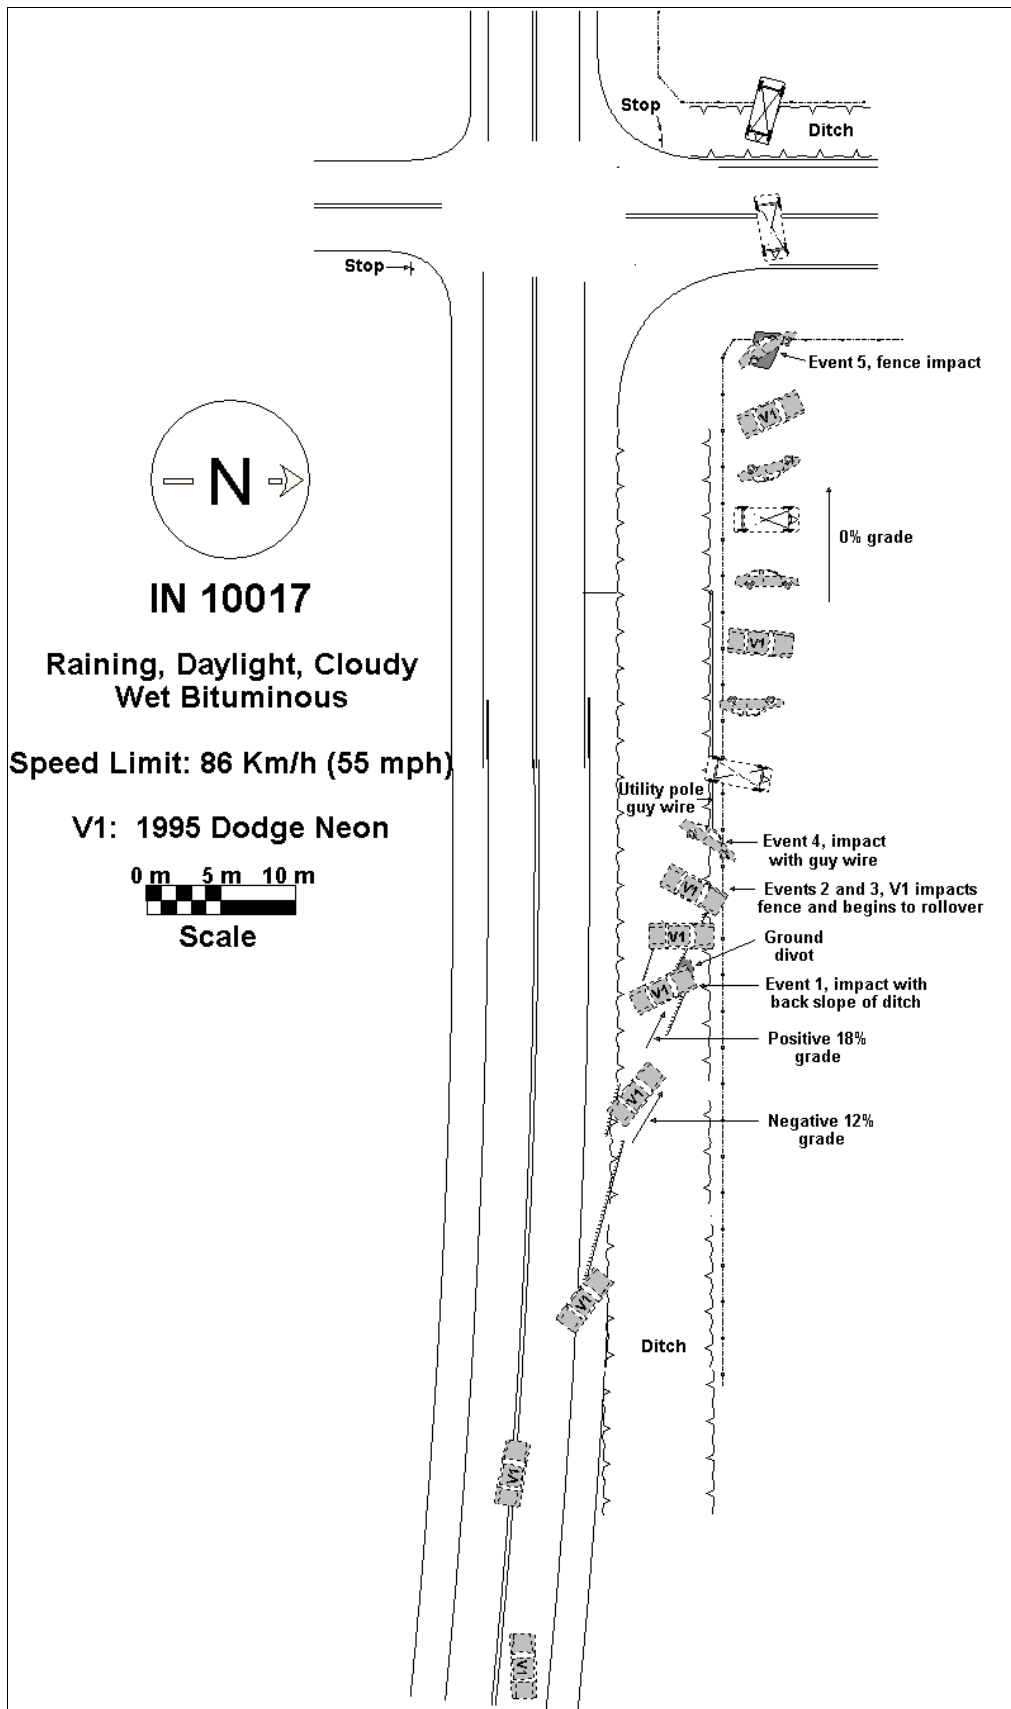 Stop
Ditch
Stop
Event 5, fence impact
V1
N
0% grade
IN 10017
Raining, Daylight, Cloudy
Wet Bituminous
V1
Speed Limit: 86 Km/h (55 mph)
Utility pole
guy wire
V1: 1995 Dodge Neon
Event 4, impact
with guy wire
0 m 5 m 10 m
Scale
V1
Events 2 and 3, V1 impacts
fence and begins to rollover
V1
Ground
divot
V1
Event 1, impact with
back slope of ditch
Positive 18%
grade
V1
Negative 12%
grade
V1
Ditch
V1
V1